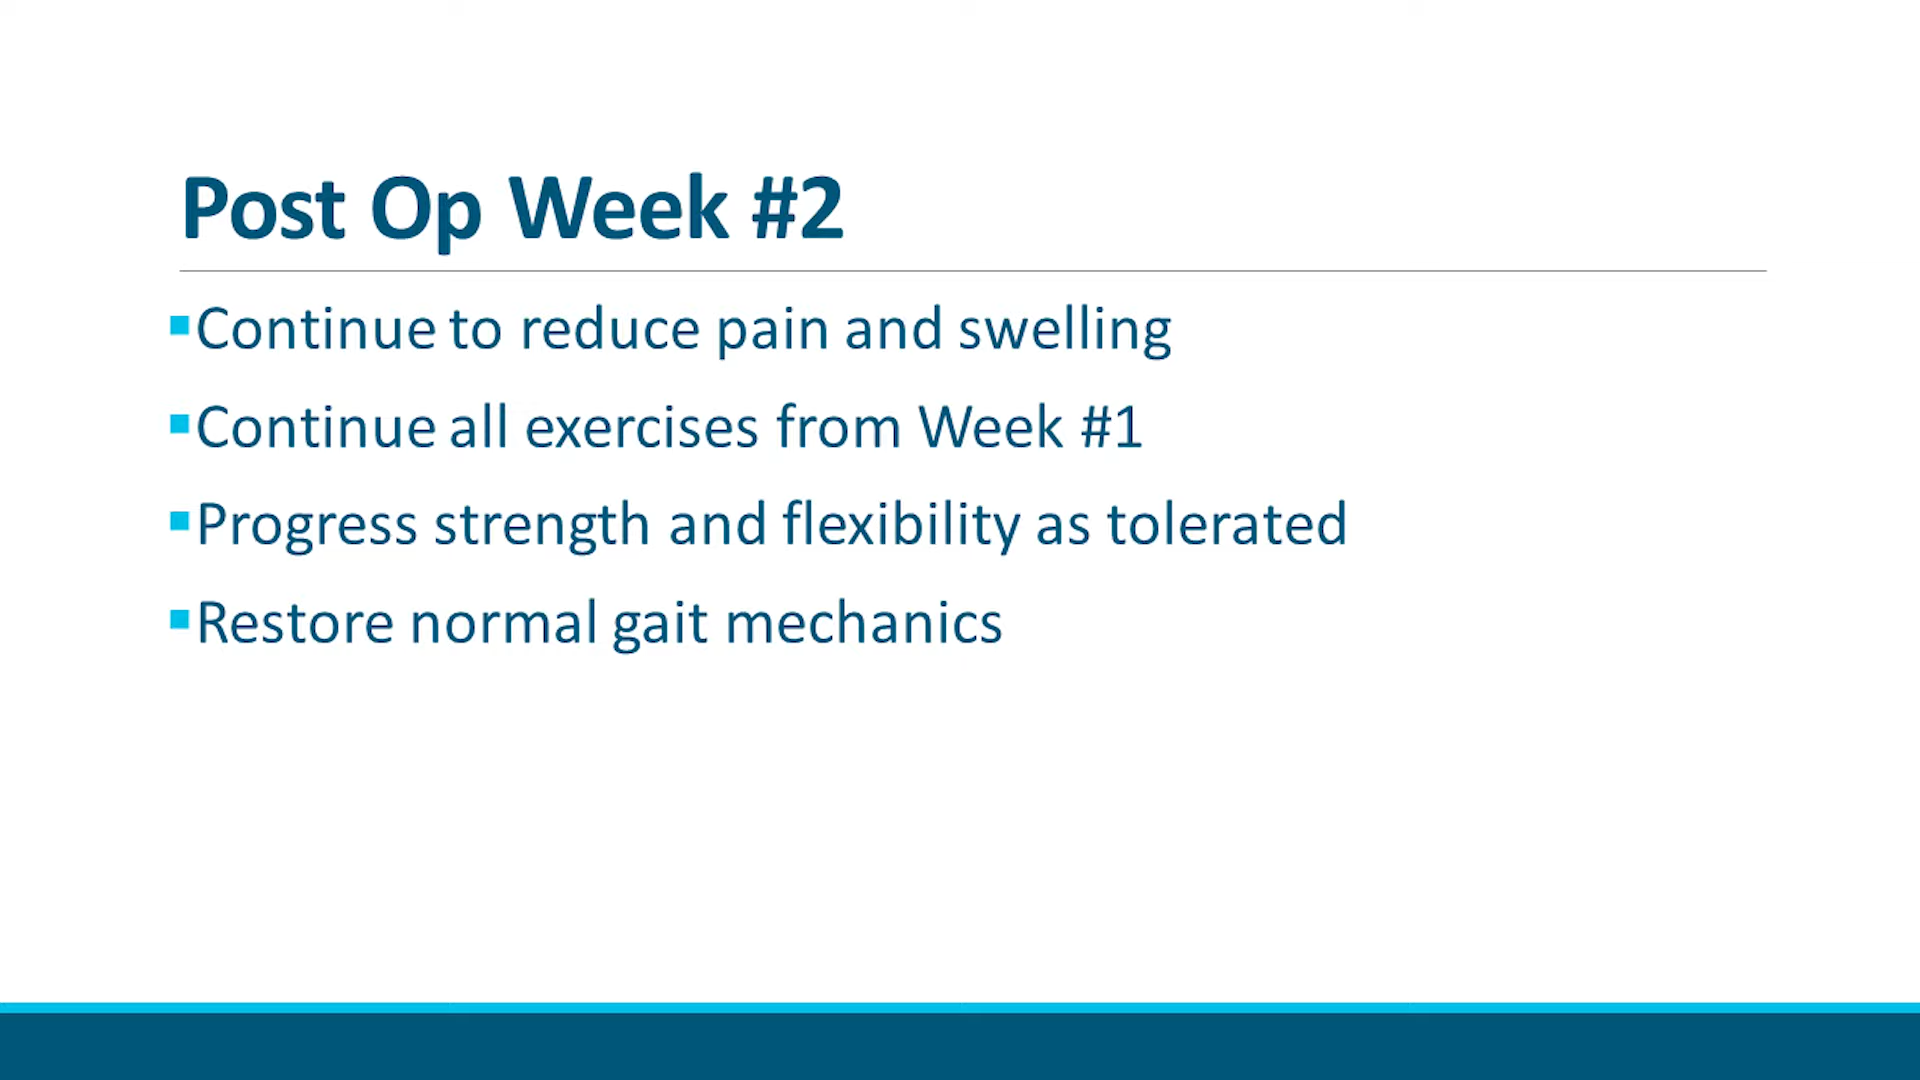 Post Op Week #2
▪Continue to reduce pain and swelling
▪Continue all exercises from Week #1
▪Progress strength and flexibility as tolerated
▪Restore normal gait mechanics